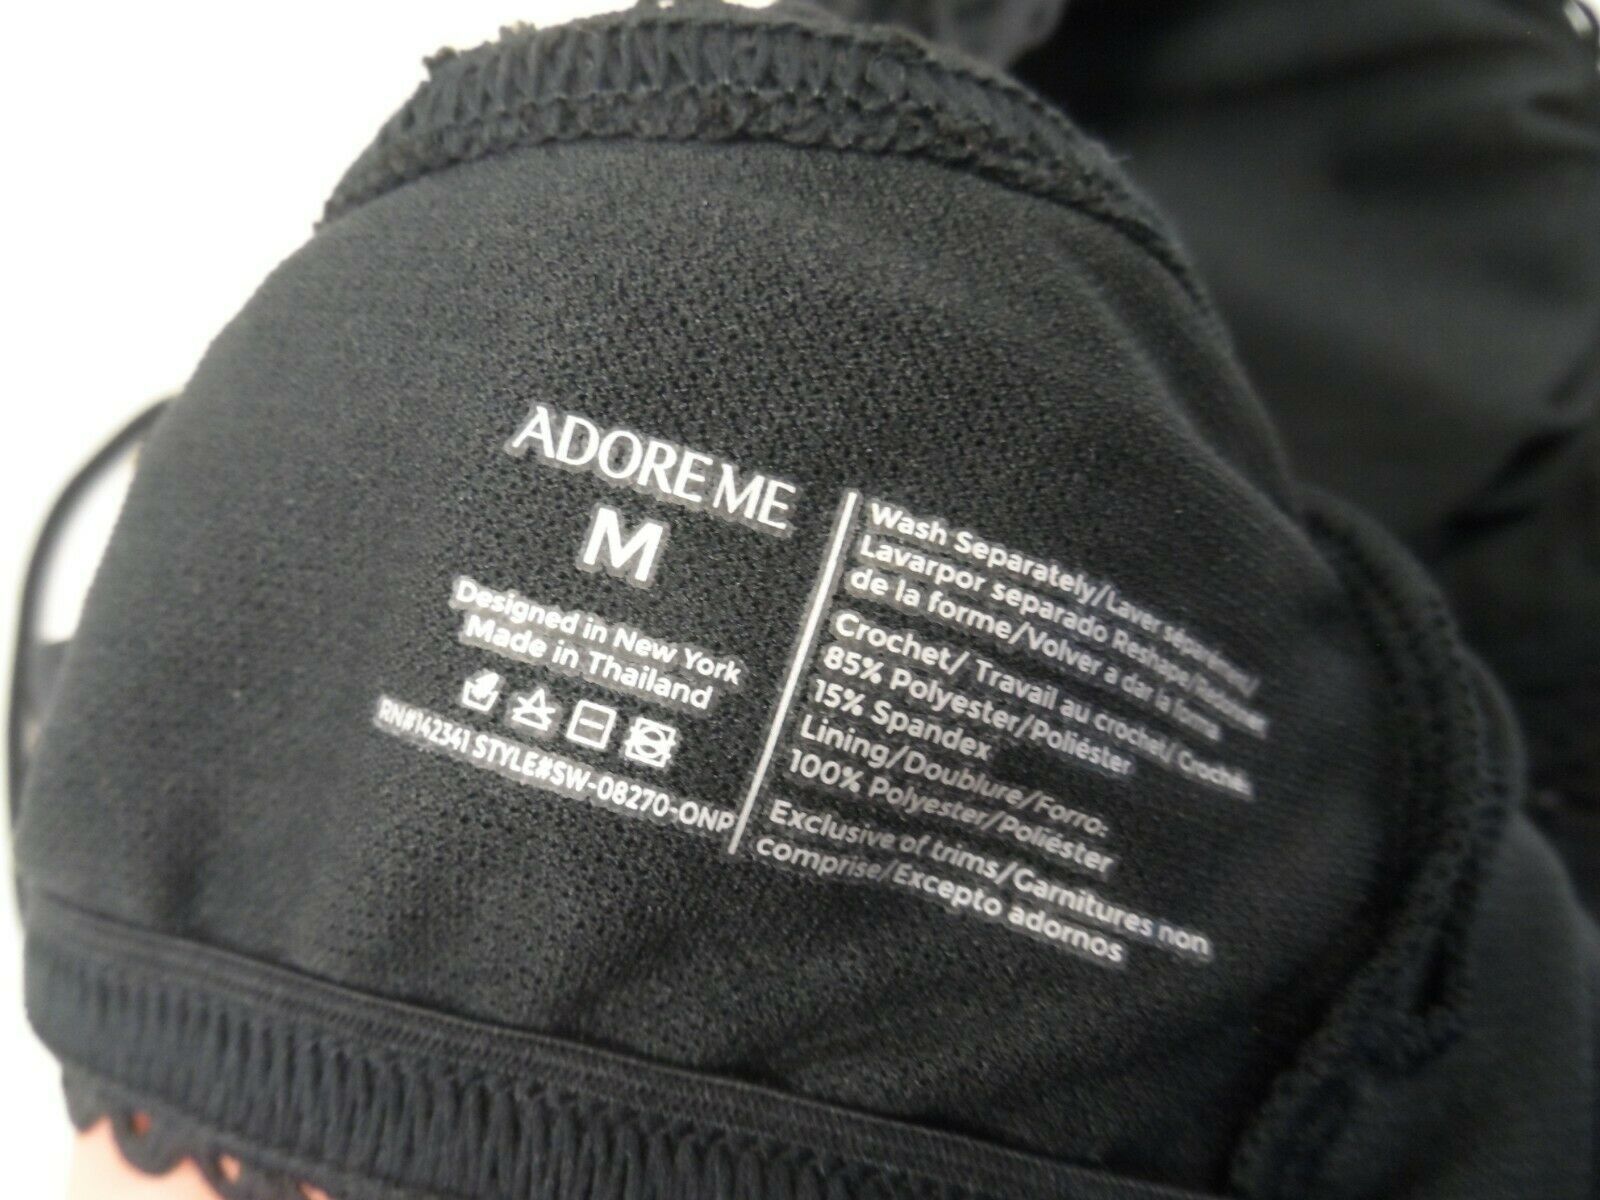 ADORE ME
M
Designed in New York
Made in Thailand
RN#142341 STYLE#SW-08270-ONP
Wash Separately/Laver séparément/
Lavarpor separado Reshape/Redonner
de la forme/Volver a dar la forma
Crochet/ Travail au crochet/ Croché:
85% Polyester/Poliéster
15% Spandex
Lining/Doublure/Forro:
100% Polyester/Poliéster
Exclusive of trims/Garnitures non
comprise/Excepto adornos